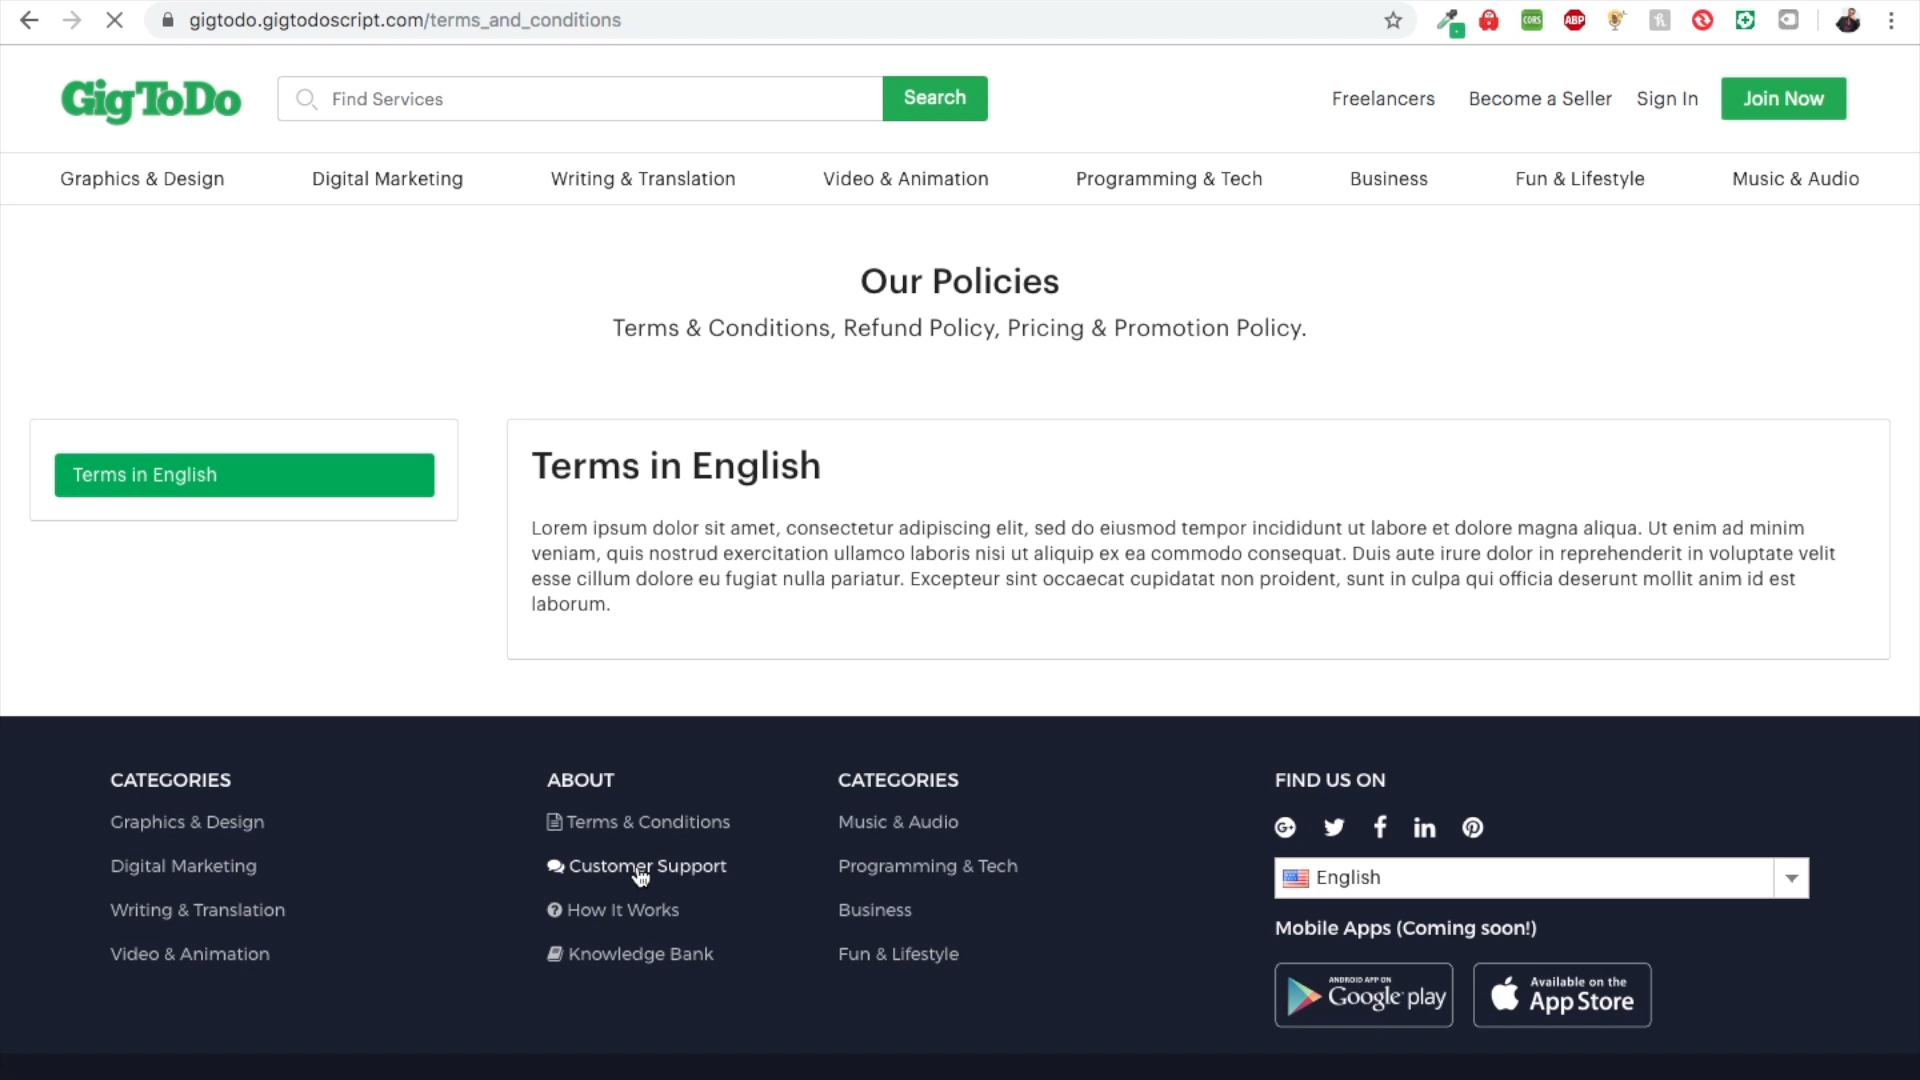 gigtodo.gigtodoscript.com/terms_and_conditions
CORS
ABP
GigToDo
Find Services
Search
Freelancers
Become a Seller
Sign In
Join Now
Graphics & Design
Digital Marketing
Writing & Translation
Video & Animation
Programming & Tech
Business
Fun & Lifestyle
Music & Audio
Our Policies
Terms & Conditions, Refund Policy, Pricing & Promotion Policy.
Terms in English
Terms in English
Lorem ipsum dolor sit amet, consectetur adipiscing elit, sed do eiusmod tempor incididunt ut labore et dolore magna aliqua. Ut enim ad minim
veniam, quis nostrud exercitation ullamco laboris nisi ut aliquip ex ea commodo consequat. Duis aute irure dolor in reprehenderit in voluptate velit
esse cillum dolore eu fugiat nulla pariatur. Excepteur sint occaecat cupidatat non proident, sunt in culpa qui officia deserunt mollit anim id est
laborum.
CATEGORIES
Graphics & Design
Digital Marketing
Writing & Translation
Video & Animation
ABOUT
Terms & Conditions
Customer Support
How It Works
Knowledge Bank
CATEGORIES
Music & Audio
Programming & Tech
Business
Fun & Lifestyle
FIND US ON
English
Mobile Apps (Coming soon!)
ANDROID APP ON
Google play
Available on the
App Store